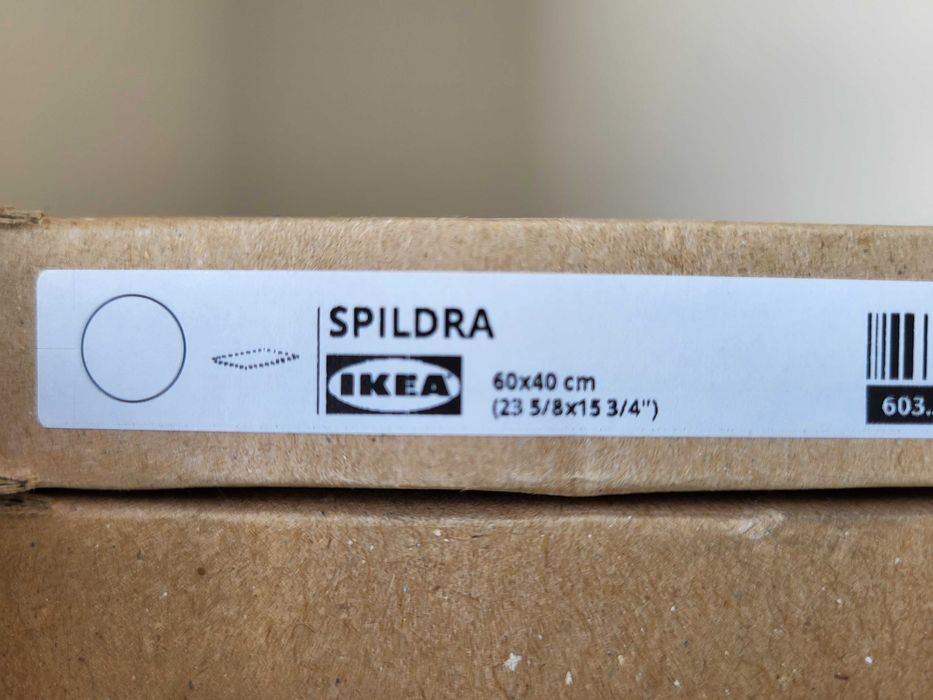 SPILDRA
IKEA
60x40 cm
(23 5/8x15 3/4")
603.